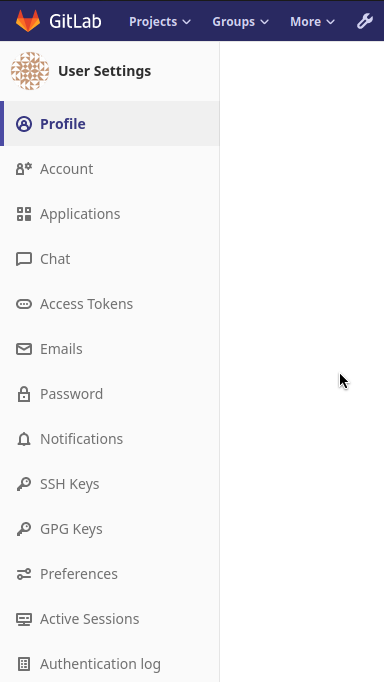 GitLab Projects Groups More
User Settings
Profile
Account
Applications
Chat
Access Tokens
Emails
Password
Notifications
SSH Keys
GPG Keys
Preferences
Active Sessions
Authentication log